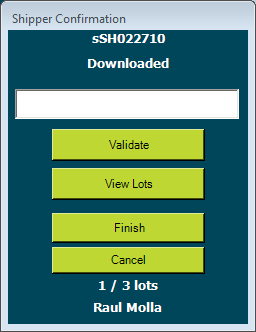 Shipper Confirmation
sSH022710
Downloaded
Validate
View Lots
Finish
Cancel
1 / 3 lots
Raul Molla